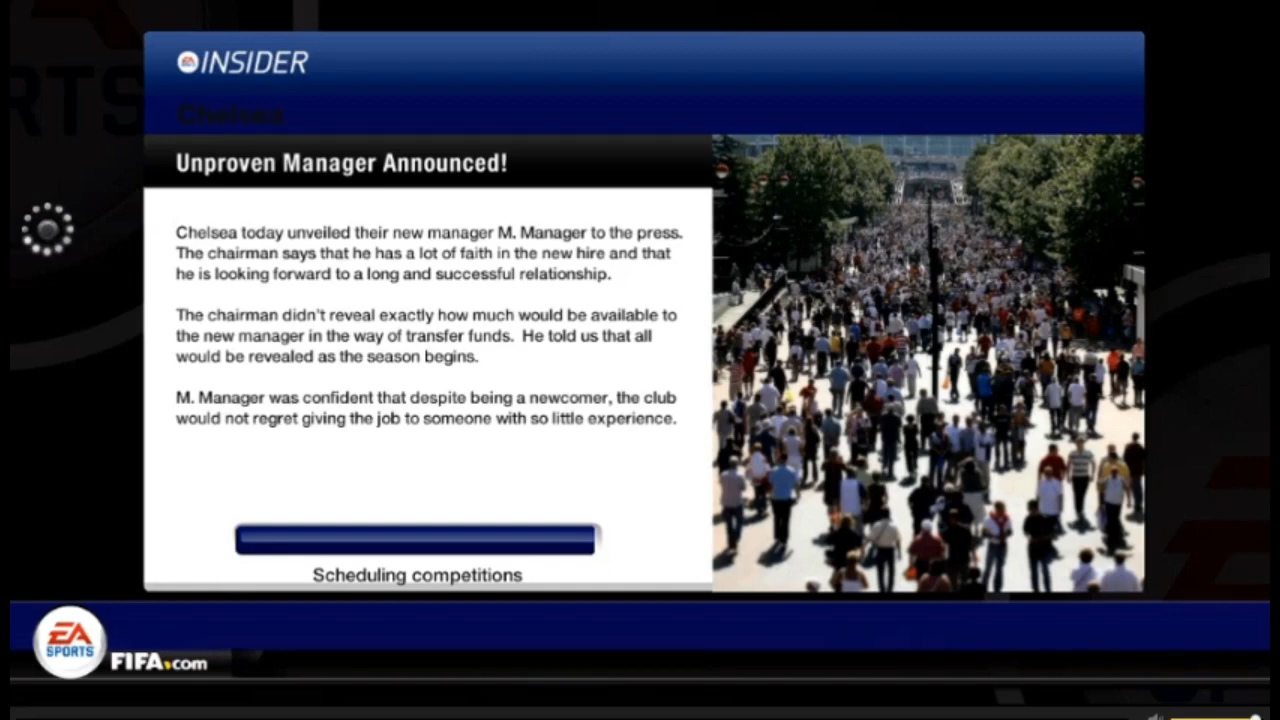 INSIDER
Chelsea
Unproven Manager Announced!
Chelsea today unveiled their new manager M. Manager to the press.
The chairman says that he has a lot of faith in the new hire and that
he is looking forward to a long and successful relationship.
The chairman didn't reveal exactly how much would be available to
the new manager in the way of transfer funds. He told us that all
would be revealed as the season begins.
M. Manager was confident that despite being a newcomer, the club
would not regret giving the job to someone with so little experience.
Scheduling competitions
EA
SPORTS
FIFA.com